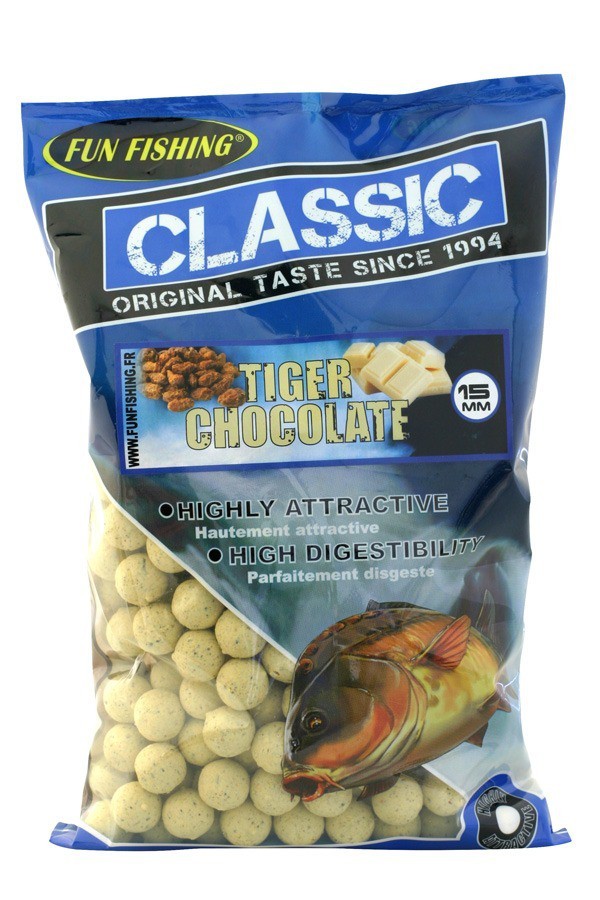 FUN FISHING®
CLASSIC
ORIGINAL TASTE SINCE 1994
WWW.FUNFISHING.FR
TIGER
CHOCOLATE
15
MM
●HIGHLY ATTRACTIVE
Hautement attractive
●HIGH DIGESTIBILITY
Parfaitement disgeste